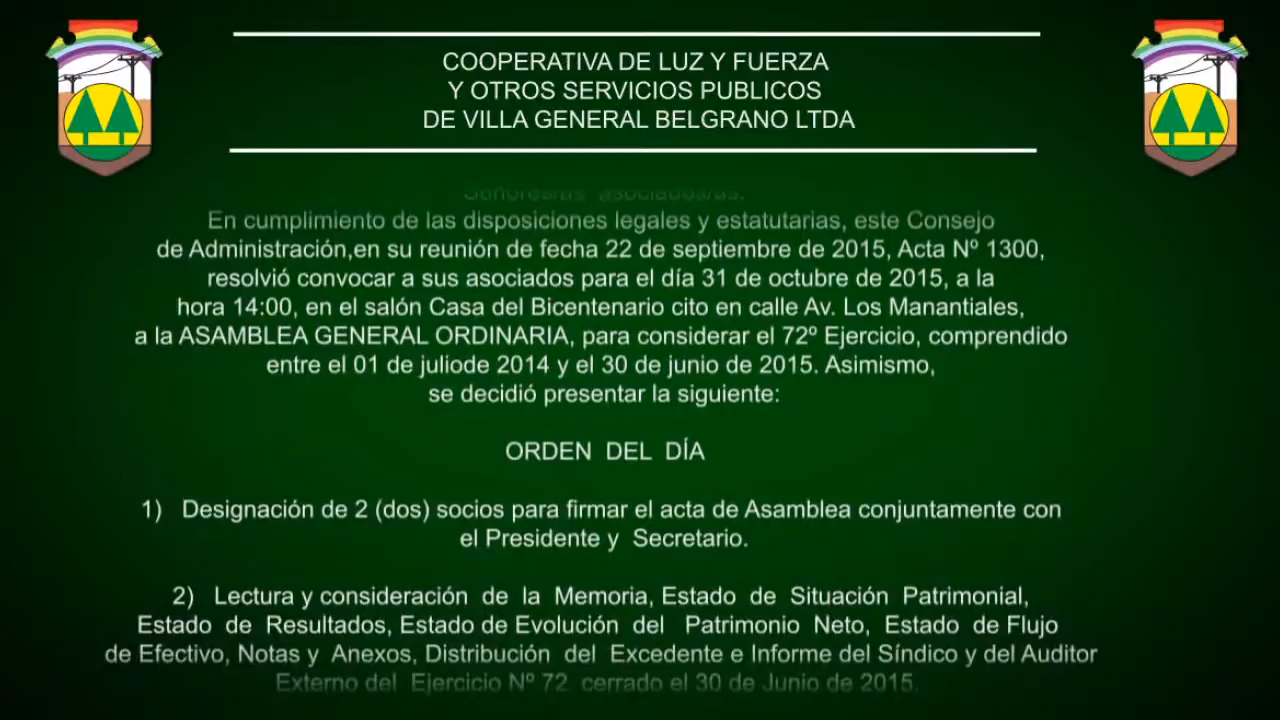 COOPERATIVA DE LUZ Y FUERZA
Y OTROS SERVICIOS PUBLICOS
DE VILLA GENERAL BELGRANO LTDA
Señores/as asociados/as:
En cumplimiento de las disposiciones legales y estatutarias, este Consejo
de Administración,en su reunión de fecha 22 de septiembre de 2015, Acta Nº 1300,
resolvió convocar a sus asociados para el día 31 de octubre de 2015, a la
hora 14:00, en el salón Casa del Bicentenario cito en calle Av. Los Manantiales,
a la ASAMBLEA GENERAL ORDINARIA, para considerar el 72º Ejercicio, comprendido
entre el 01 de juliode 2014 y el 30 de junio de 2015. Asimismo,
se decidió presentar la siguiente:
ORDEN DEL DÍA
1) Designación de 2 (dos) socios para firmar el acta de Asamblea conjuntamente con
el Presidente y Secretario.
2) Lectura y consideración de la Memoria, Estado de Situación Patrimonial,
Estado de Resultados, Estado de Evolución del Patrimonio Neto, Estado de Flujo
de Efectivo, Notas y Anexos, Distribución del Excedente e Informe del Síndico y del Auditor
Externo del Ejercicio Nº 72 cerrado el 30 de Junio de 2015.